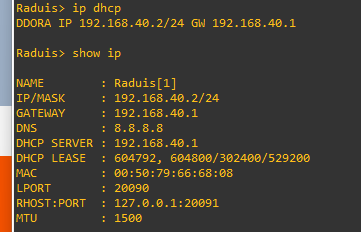 Raduis> ip dhcp
DDORA IP 192.168.40.2/24 GW 192.168.40.1
Raduis> show ip
NAME        : Raduis[1]
IP/MASK     : 192.168.40.2/24
GATEWAY     : 192.168.40.1
DNS         : 8.8.8.8
DHCP SERVER : 192.168.40.1
DHCP LEASE  : 604792, 604800/302400/529200
MAC         : 00:50:79:66:68:08
LPORT       : 20090
RHOST:PORT  : 127.0.0.1:20091
MTU         : 1500